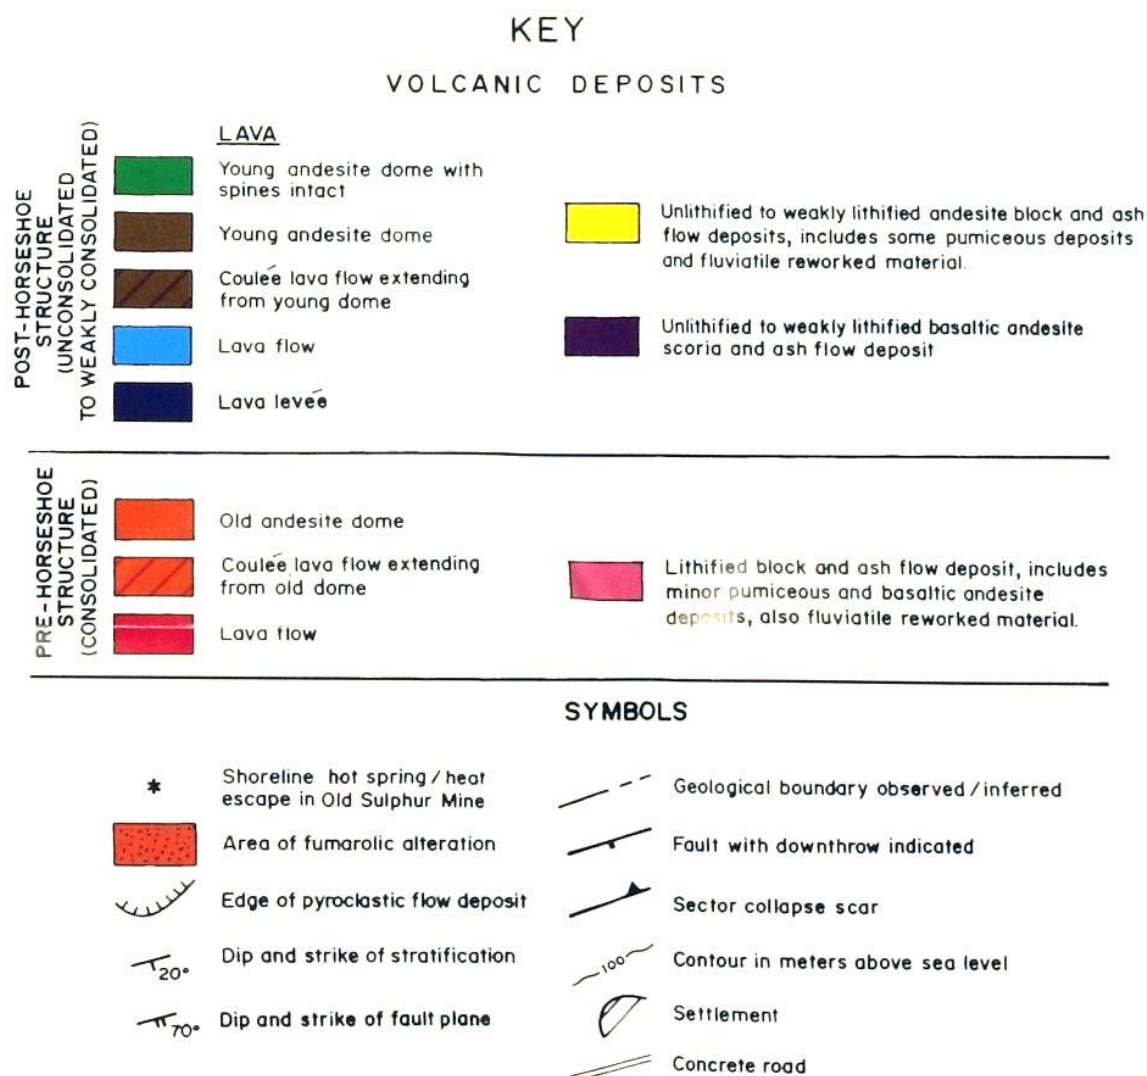 KEY
VOLCANIC DEPOSITS
POST-HORSESHOE
STRUCTURE
(UNCONSOLIDATED
TO WEAKLY CONSOLIDATED)
LAVA
Young andesite dome with
spines intact
Young andesite dome
Couleé lava flow extending
from young dome
Lava flow
Lava levée
Unlithified to weakly lithified andesite block and ash
flow deposits, includes some pumiceous deposits
and fluviatile reworked material.
Unlithified to weakly lithified basaltic andesite
scoria and ash flow deposit
PRE-HORSESHOE
STRUCTURE
(CONSOLIDATED)
Old andesite dome
Couleé lava flow extending
from old dome
Lava flow
Lithified block and ash flow deposit, includes
minor pumiceous and basaltic andesite
deposits, also fluviatile reworked material.
SYMBOLS
Shoreline hot spring/heat
escape in Old Sulphur Mine
Area of fumarolic alteration
Edge of pyroclastic flow deposit
20°
Dip and strike of stratification
70°
Dip and strike of fault plane
Geological boundary observed/inferred
Fault with downthrow indicated
Sector collapse scar
100
Contour in meters above sea level
Settlement
Concrete road